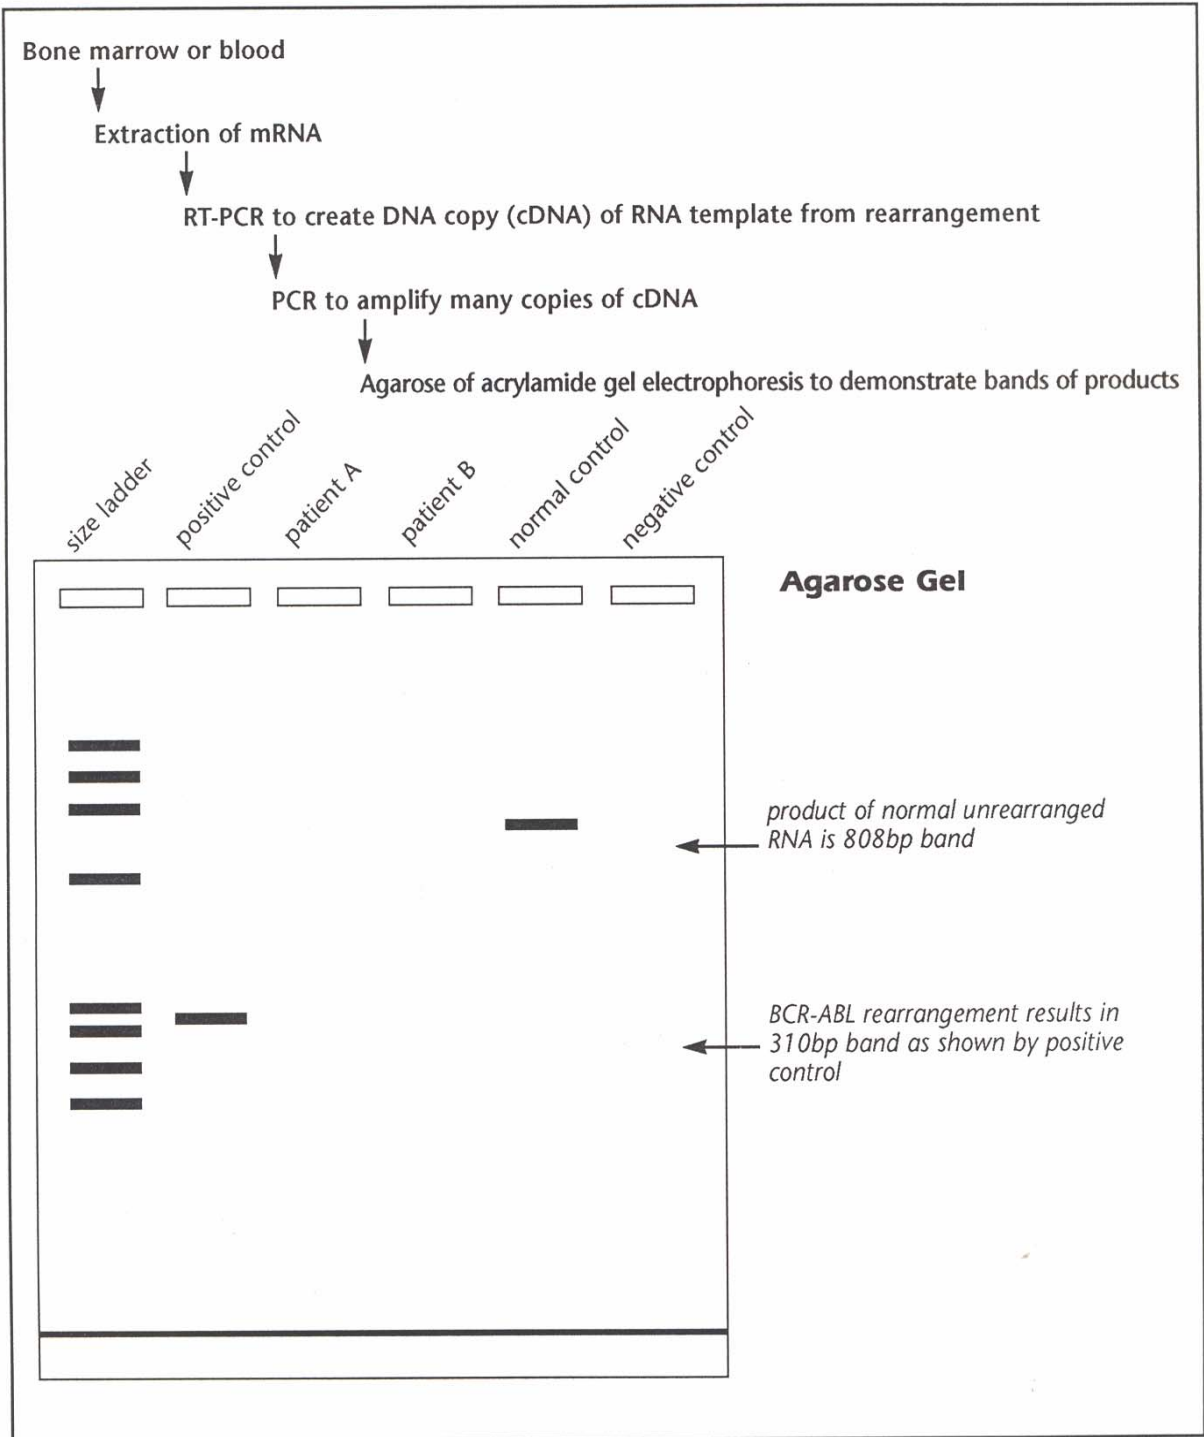 Bone marrow or blood
Extraction of mRNA
RT-PCR to create DNA copy (cDNA) of RNA template from rearrangement
PCR to amplify many copies of cDNA
Agarose of acrylamide gel electrophoresis to demonstrate bands of products
size ladder
positive control
patient A
patient B
normal control
negative control
Agarose Gel
product of normal unrearranged
RNA is 808bp band
BCR-ABL rearrangement results in
310bp band as shown by positive
control